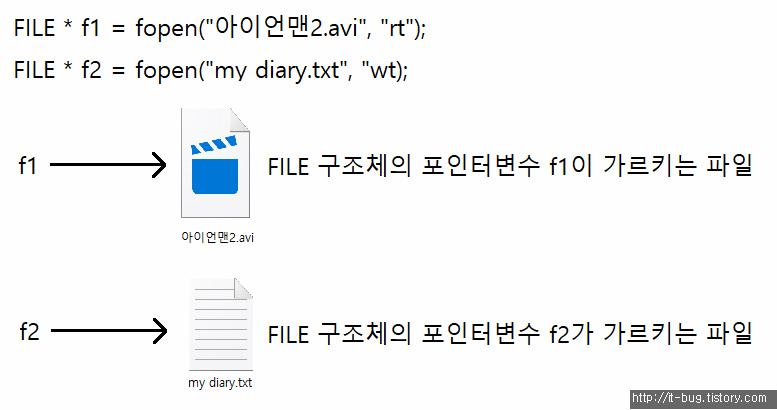 FILE * f1 = fopen("아이언맨2.avi", "rt");
FILE * f2 = fopen("my diary.txt", "wt);
f1
FILE 구조체의 포인터변수 f1이 가르키는 파일
아이언맨2.avi
f2
FILE 구조체의 포인터변수 f2가 가르키는 파일
my diary.txt
http://it-bug.tistory.com